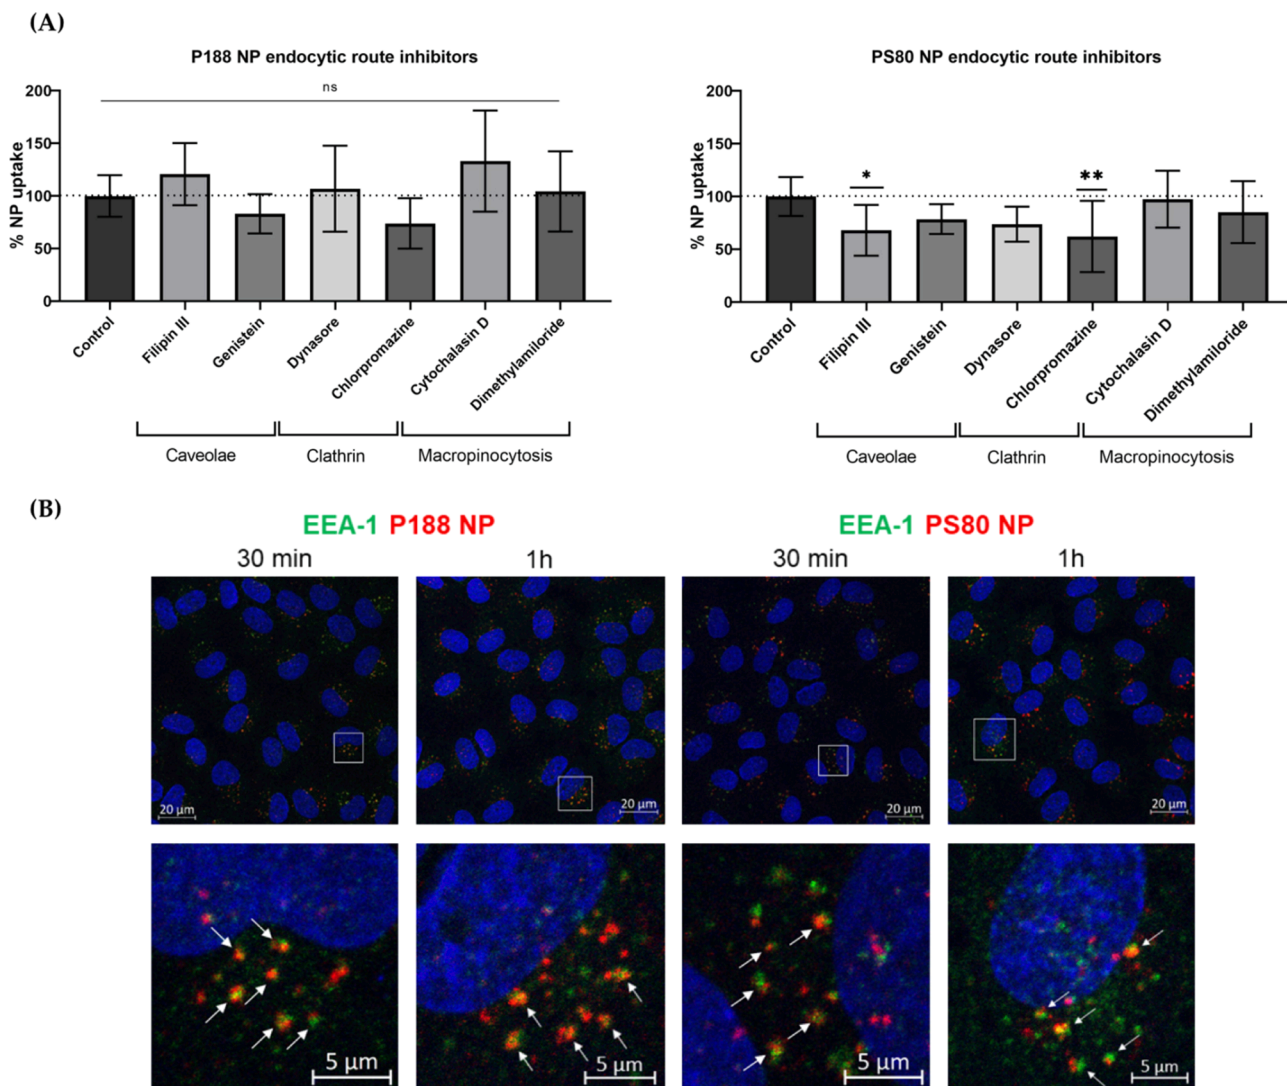 (A)
P188 NP endocytic route inhibitors
% NP uptake
200
150
100
50
0
ns
Control
Filipin III
Genistein
Dynasore
Chlorpromazine
Cytochalasin D
Dimethylamiloride
Caveolae
Clathrin
Macropinocytosis
PS80 NP endocytic route inhibitors
% NP uptake
200
150
100
50
0
*
**
Control
Filipin III
Genistein
Dynasore
Chlorpromazine
Cytochalasin D
Dimethylamiloride
Caveolae
Clathrin
Macropinocytosis
(B)
EEA-1 P188 NP
EEA-1 PS80 NP
30 min
1h
30 min
1h
20 µm
20 µm
20 µm
20 µm
5 µm
5 µm
5 µm
5 µm